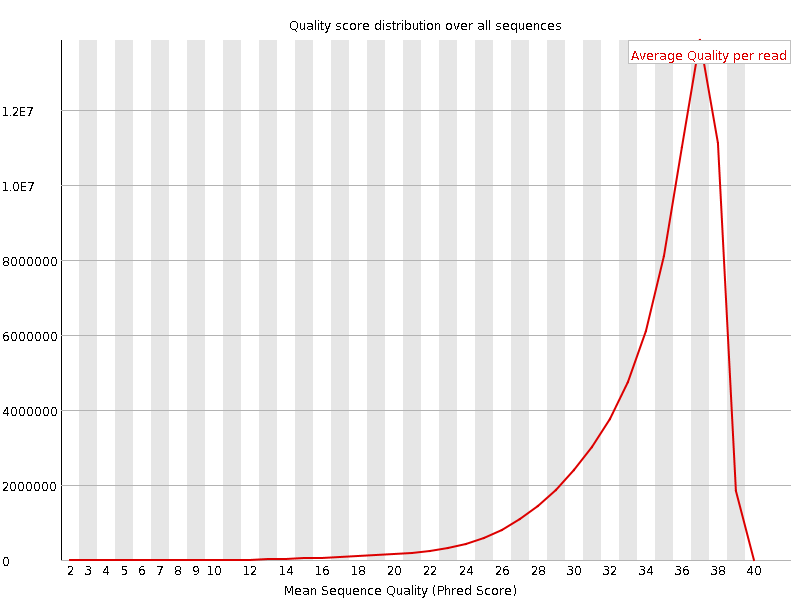 Quality score distribution over all sequences
Average Quality per read
1.2E7
1.0E7
8000000
6000000
4000000
2000000
0
2 3 4 5 6 7 8 9 10 12 14 16 18 20 22 24 26 28 30 32 34 36 38 40
Mean Sequence Quality (Phred Score)